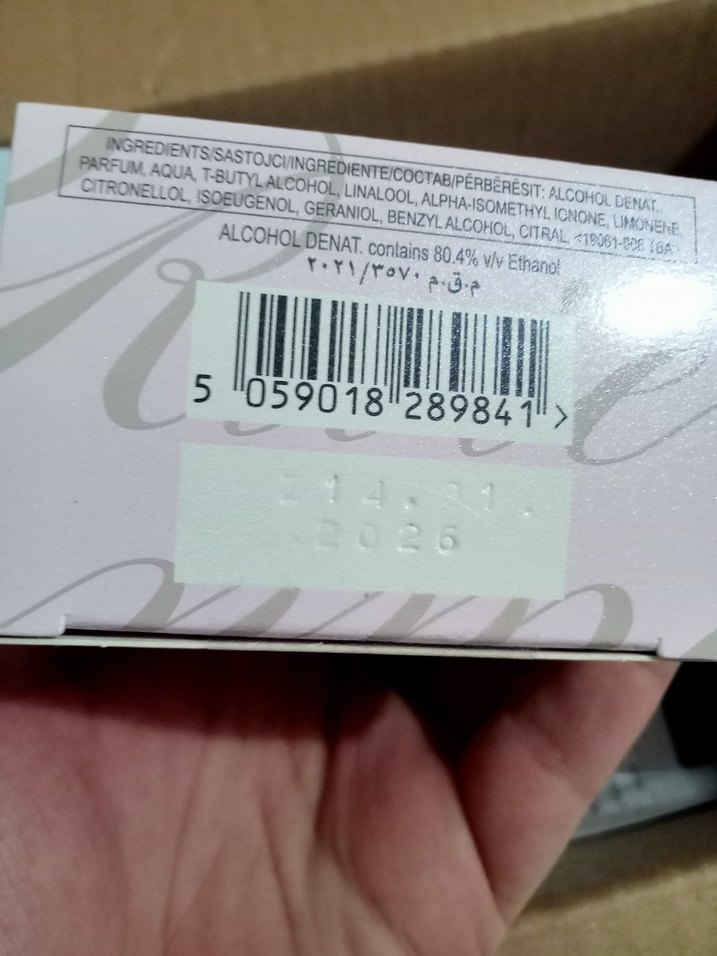 INGREDIENTS/SASTOJCI/INGREDIENTE/COCTAB/PËRBËRËSIT: ALCOHOL DENAT.,
PARFUM, AQUA, T-BUTYL ALCOHOL, LINALOOL, ALPHA-ISOMETHYL IONONE, LIMONENE,
CITRONELLOL, ISOEUGENOL, GERANIOL, BENZYL ALCOHOL, CITRAL.
ALCOHOL DENAT. contains 80.4% v/v Ethanol
م.ق.م ٢٠٢١/٣٥٧٠
5 059018 289841 >
2026